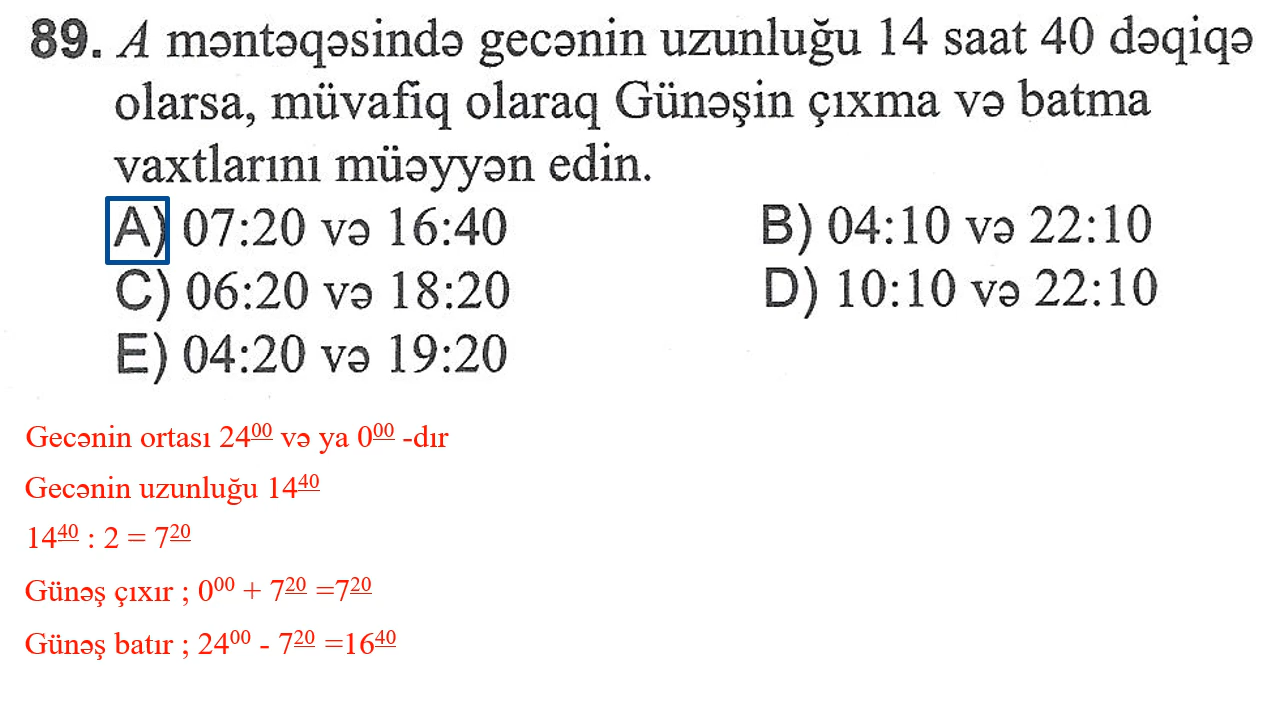 89. A məntəqəsində gecənin uzunluğu 14 saat 40 dəqiqə
olarsa, müvafiq olaraq Günəşin çıxma və batma
vaxtlarını müəyyən edin.
A) 07:20 və 16:40 B) 04:10 və 22:10
C) 06:20 və 18:20 D) 10:10 və 22:10
E) 04:20 və 19:20
Gecənin ortası 24⁰⁰ və ya 0⁰⁰ -dır
Gecənin uzunluğu 14⁴⁰
14⁴⁰ : 2 = 7²⁰
Günəş çıxır ; 0⁰⁰ + 7²⁰ =7²⁰
Günəş batır ; 24⁰⁰ - 7²⁰ =16⁴⁰